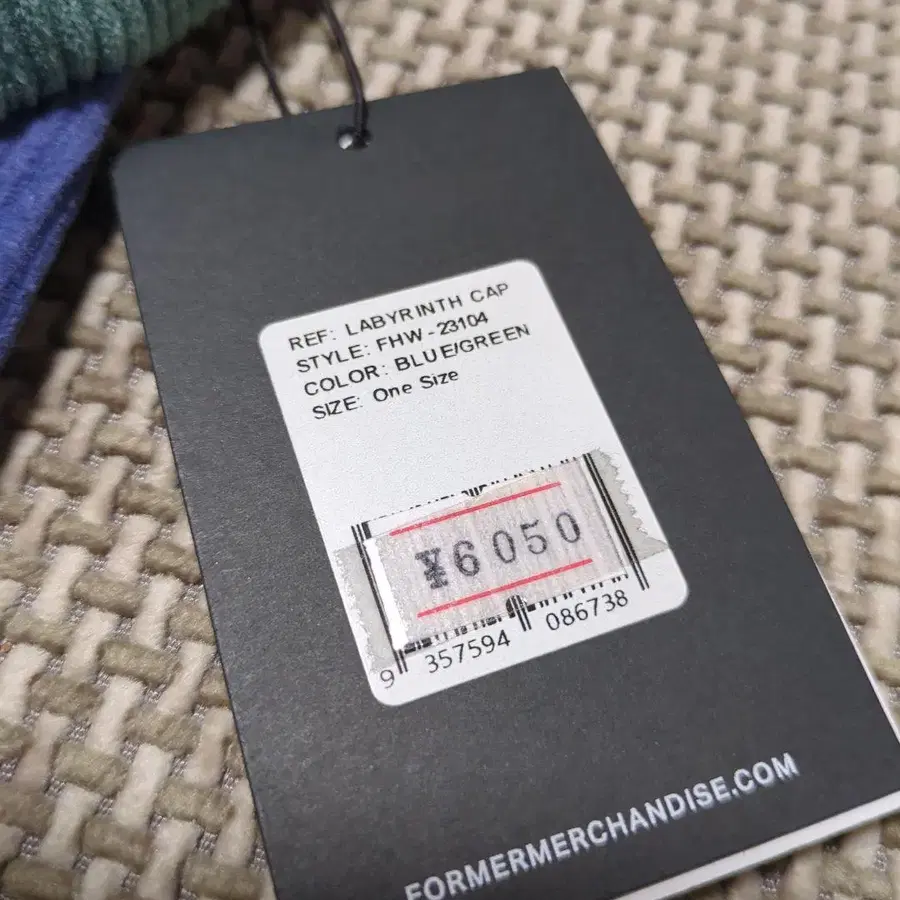 REF: LABYRINTH CAP
STYLE: FHW-23104
COLOR: BLUE/GREEN
SIZE: One Size
¥6050
9 357594 086738
FORMERMERCHANDISE.COM